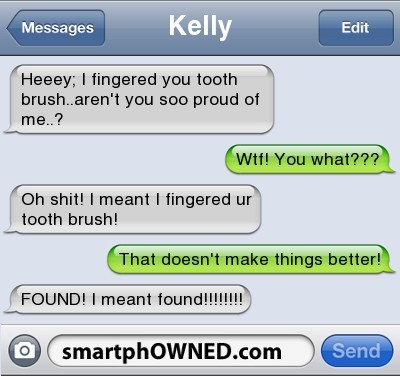 Messages
Kelly
Edit
Heeey; I fingered you tooth
brush..aren't you soo proud of
me..?
Wtf! You what???
Oh shit! I meant I fingered ur
tooth brush!
That doesn't make things better!
FOUND! I meant found!!!!!!!!
smartphOWNED.com
Send